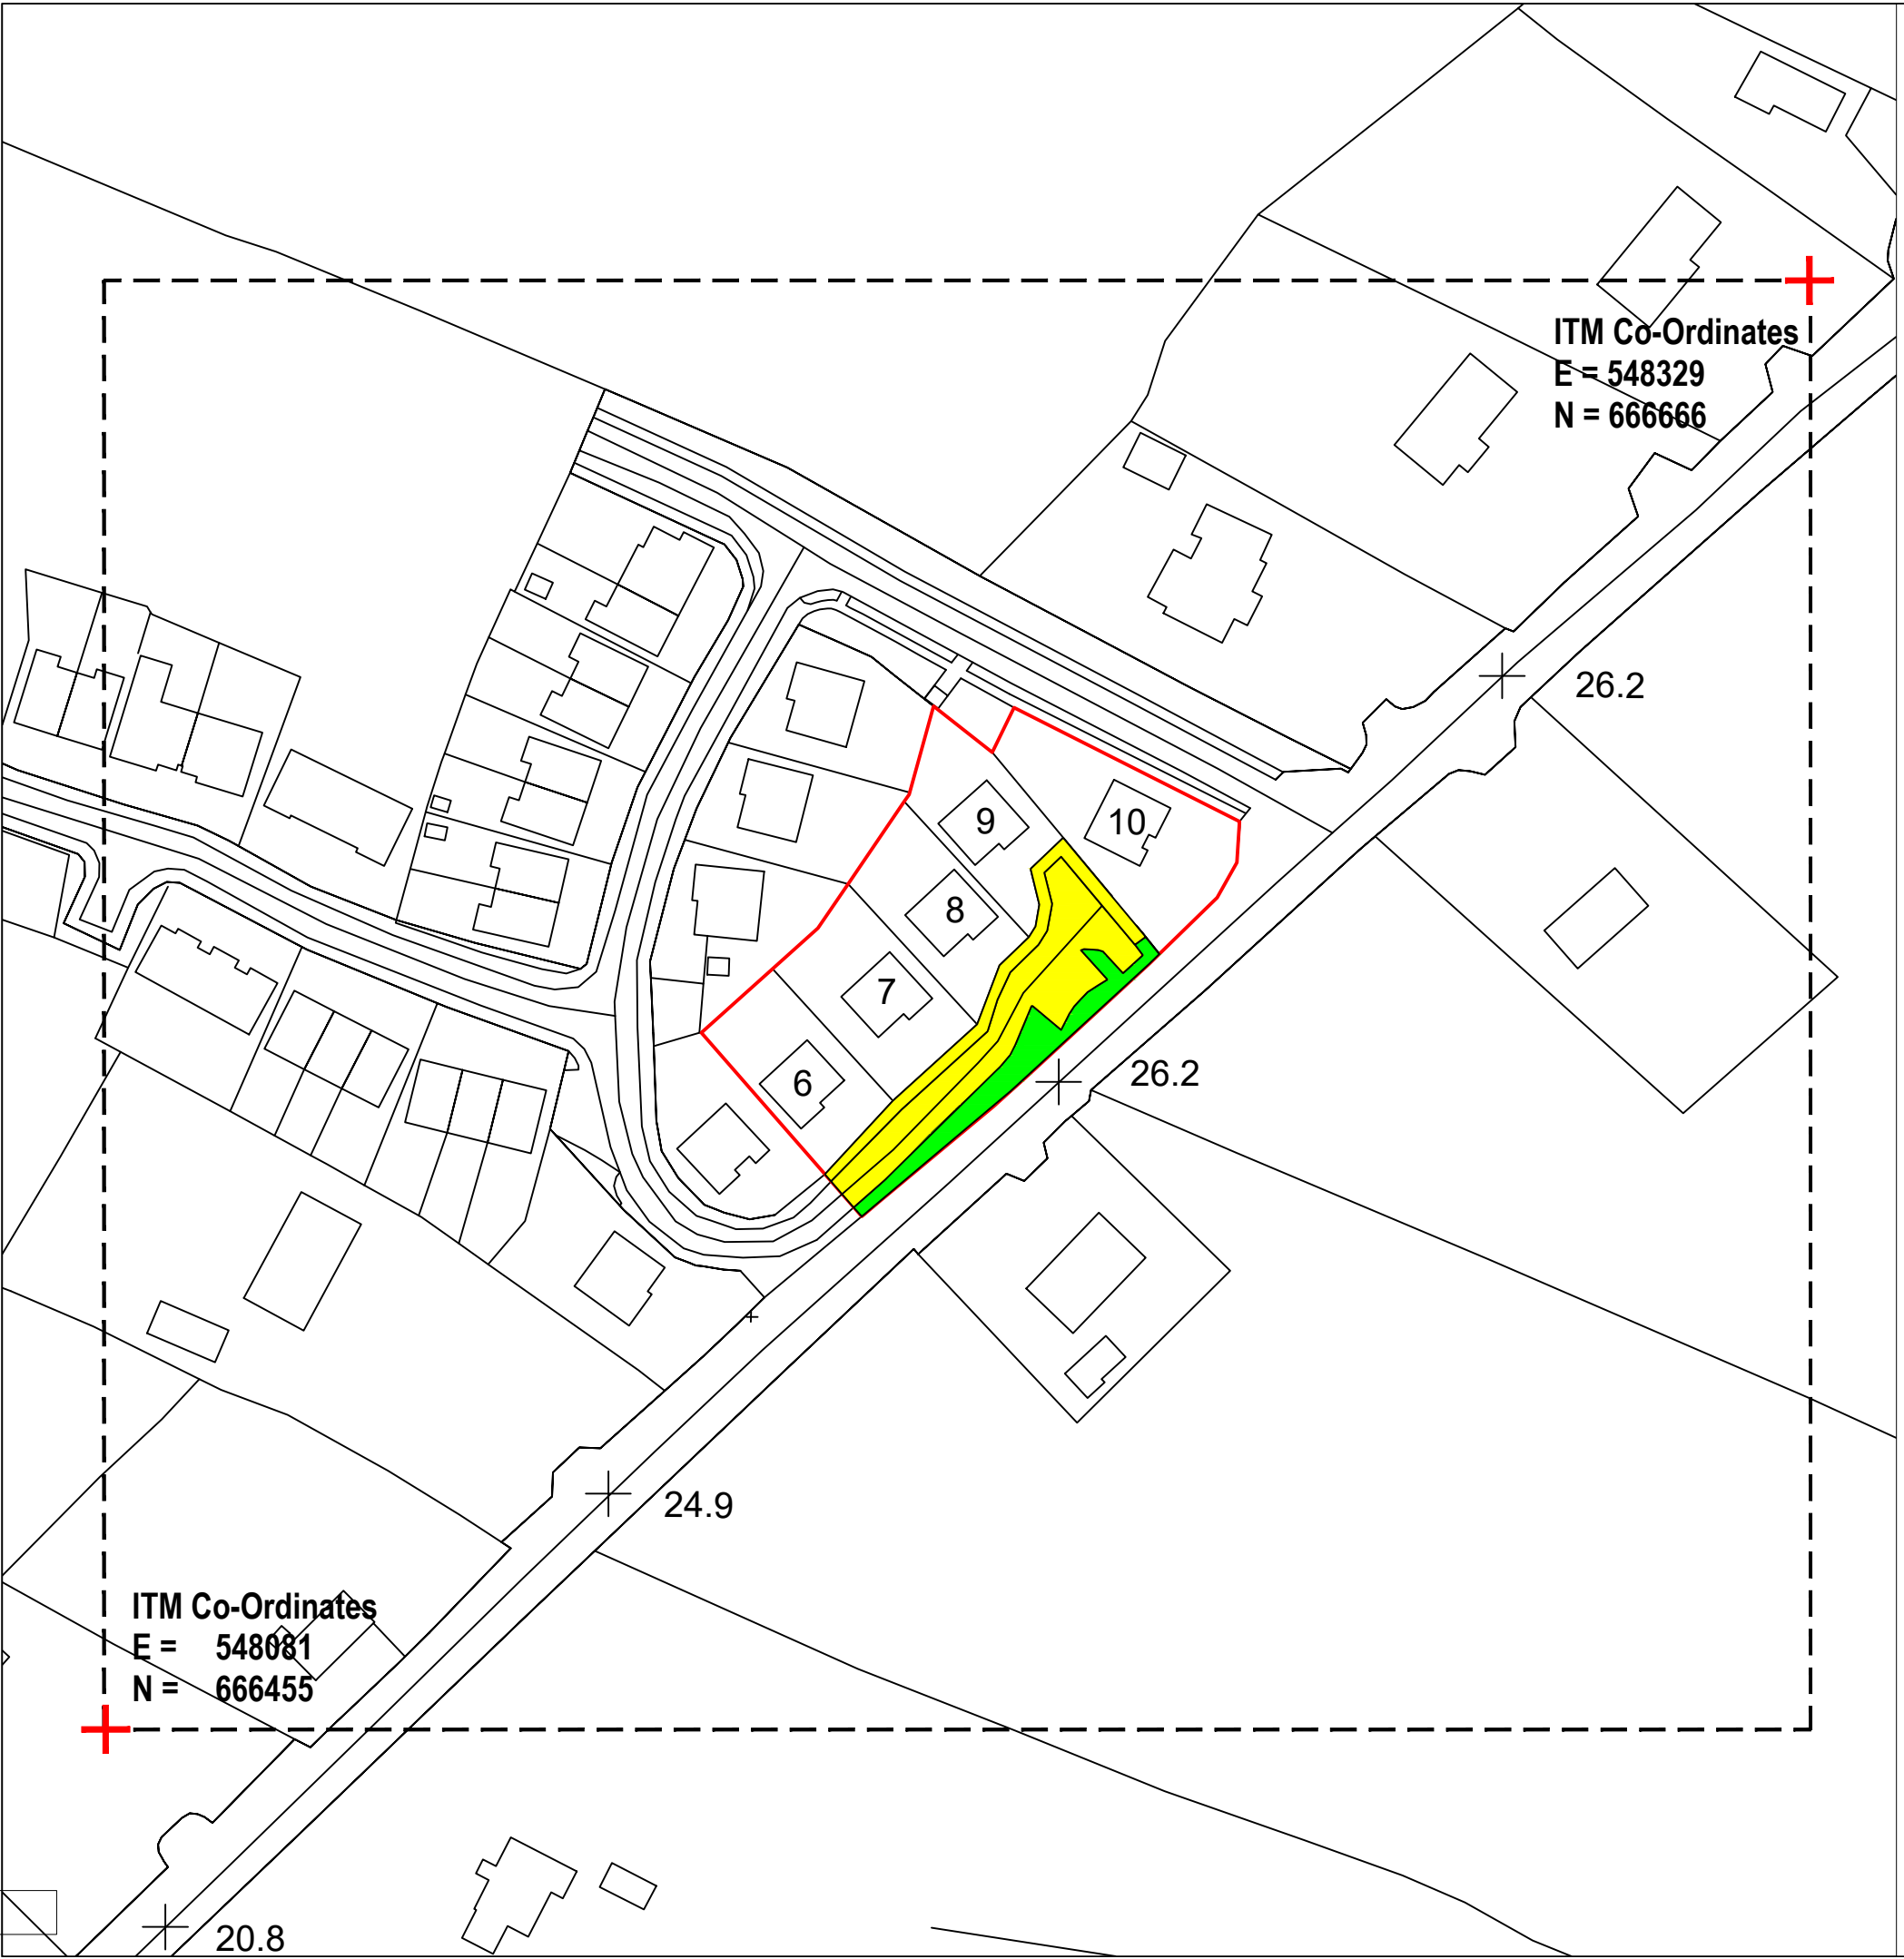 ITM Co-Ordinates
E = 548329
N = 666666
26.2
9
10
8
7
6
26.2
24.9
ITM Co-Ordinates
E = 548081
N = 666455
20.8